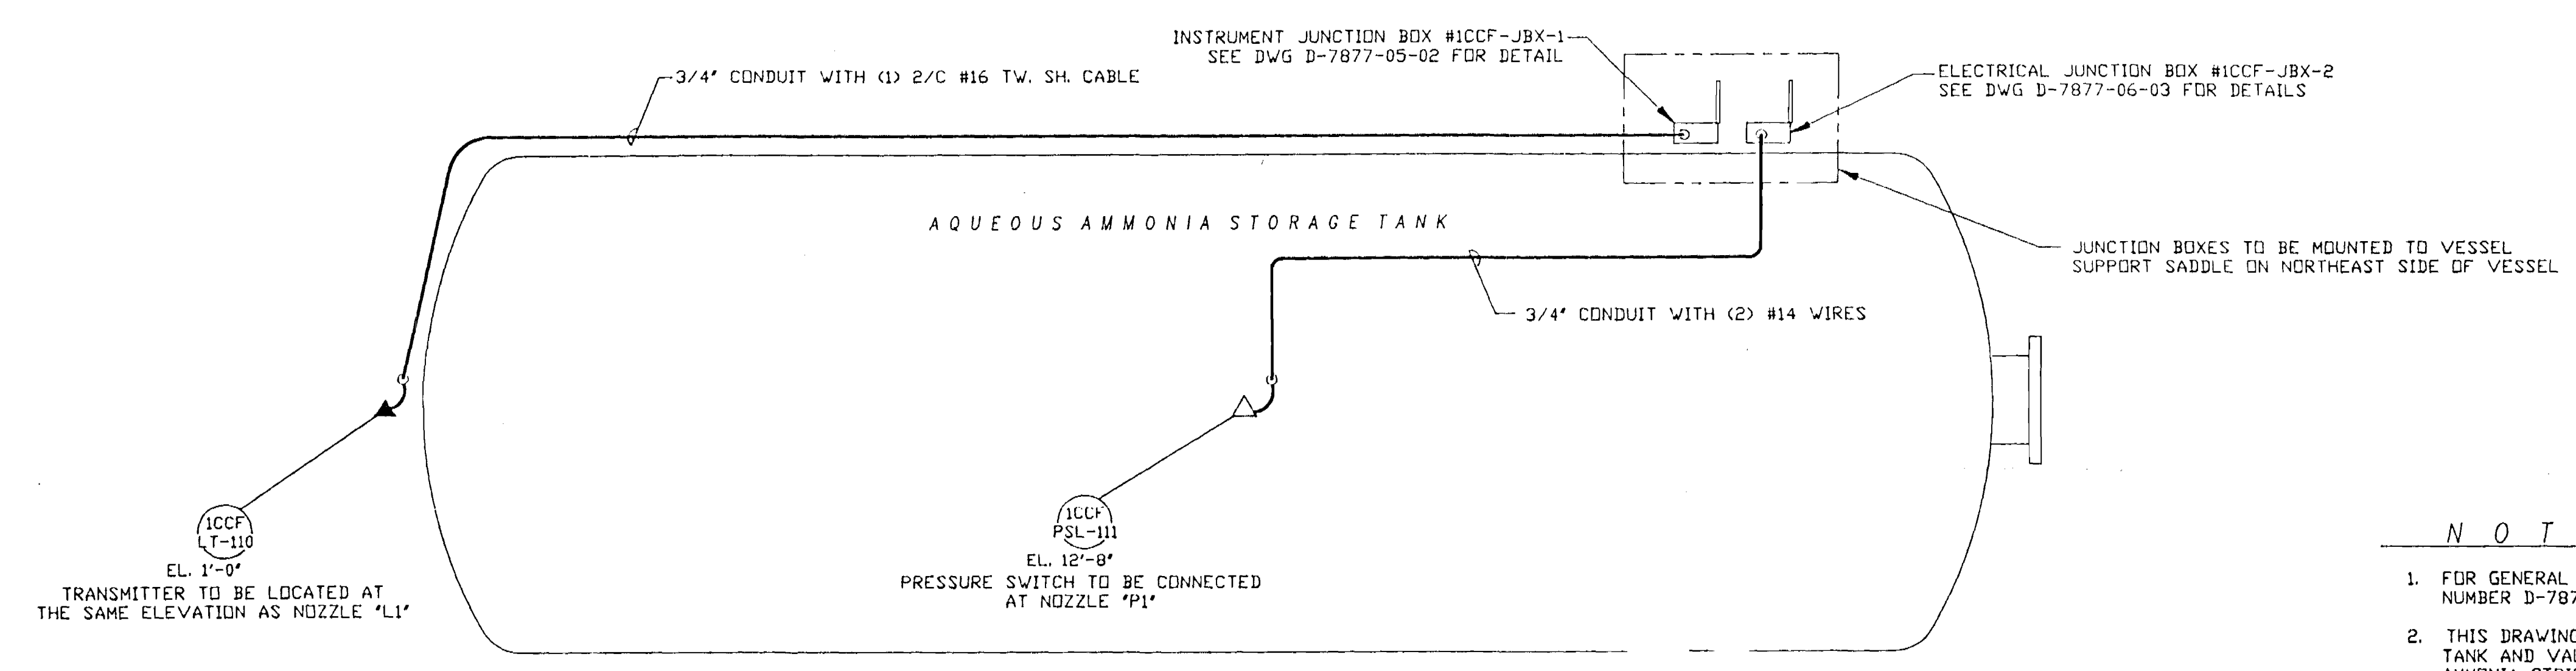 INSTRUMENT JUNCTION BOX #1CCF-JBX-1
SEE DWG D-7877-05-02 FOR DETAIL
3/4" CONDUIT WITH (1) 2/C #16 TW. SH. CABLE
ELECTRICAL JUNCTION BOX #1CCF-JBX-2
SEE DWG D-7877-06-03 FOR DETAILS
AQUEOUS AMMONIA STORAGE TANK
JUNCTION BOXES TO BE MOUNTED TO VESSEL
SUPPORT SADDLE ON NORTHEAST SIDE OF VESSEL
3/4" CONDUIT WITH (2) #14 WIRES
1CCF
LT-110
EL. 1'-0"
TRANSMITTER TO BE LOCATED AT
THE SAME ELEVATION AS NOZZLE "L1"
1CCF
PSL-111
EL. 12'-8"
PRESSURE SWITCH TO BE CONNECTED
AT NOZZLE "P1"
N O T
1. FOR GENERAL
NUMBER D-787
2. THIS DRAWING
TANK AND VA